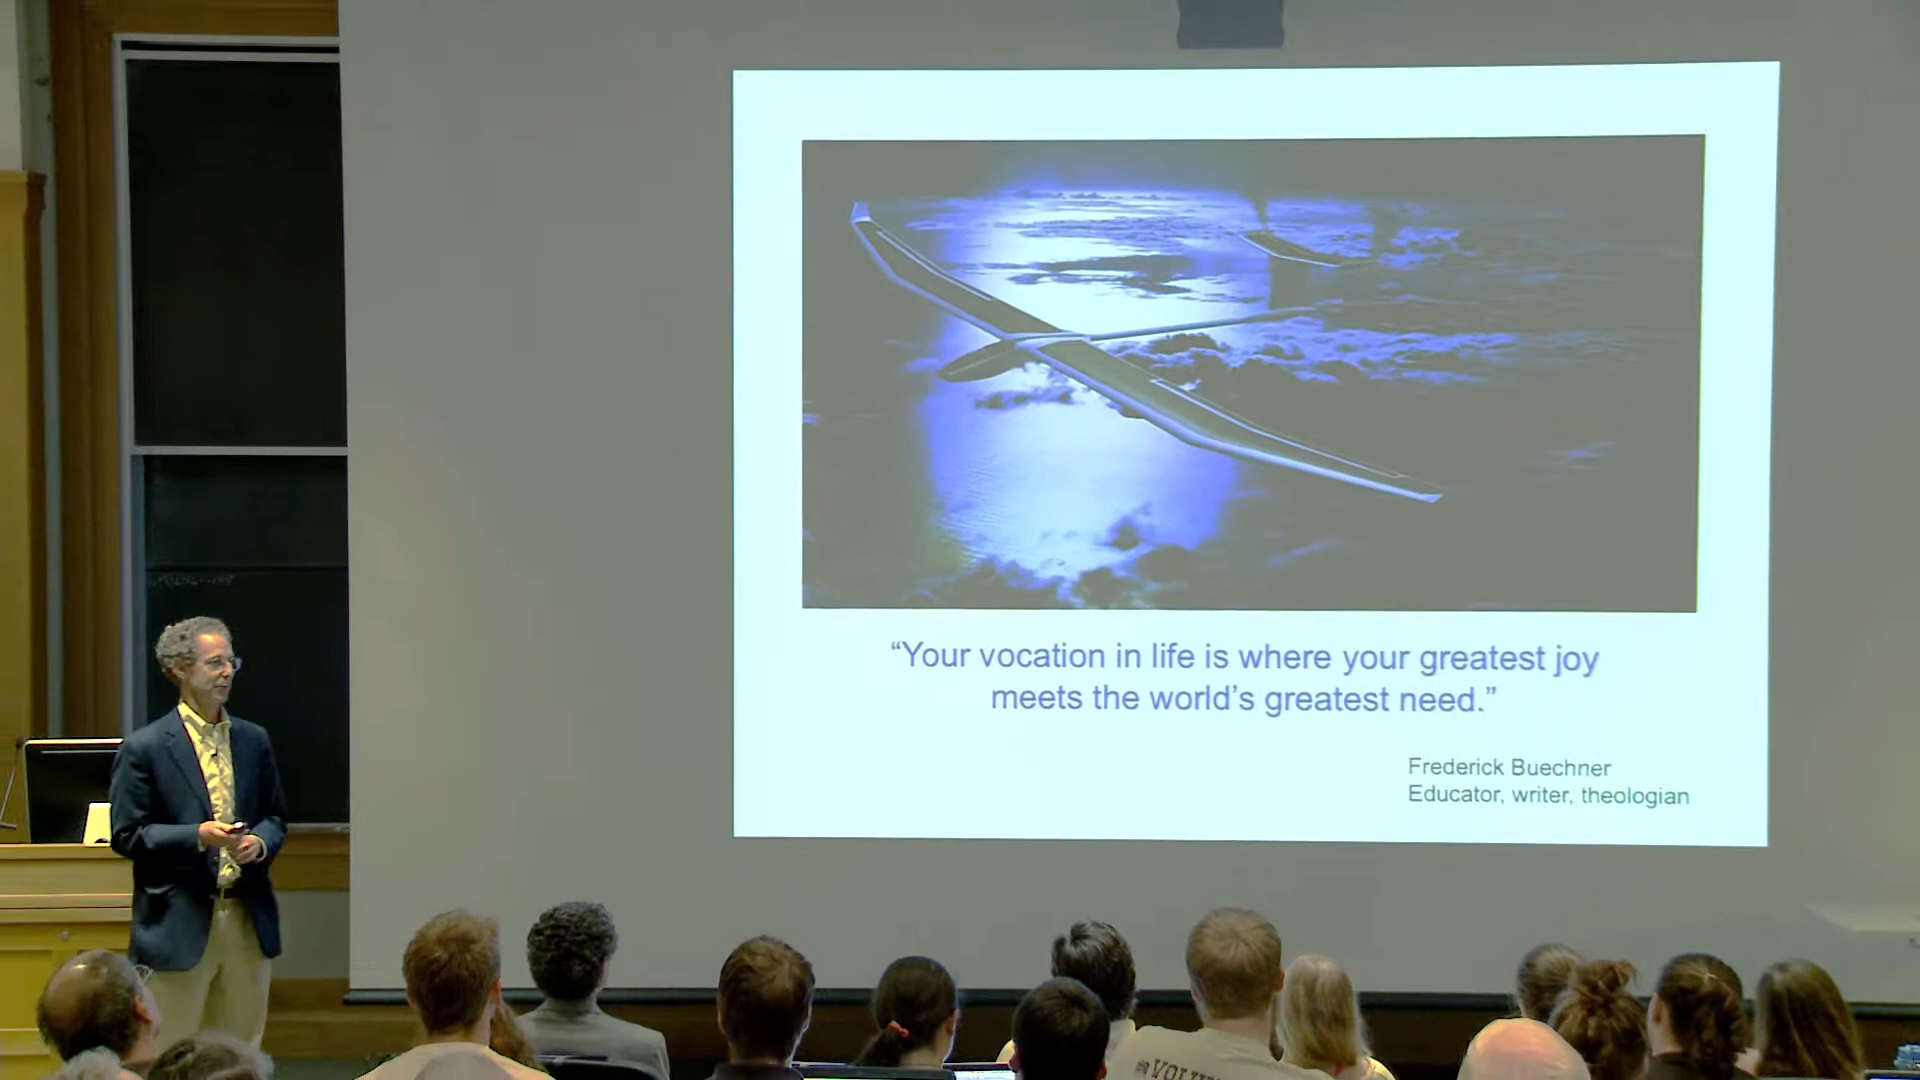 “Your vocation in life is where your greatest joy
meets the world’s greatest need.”
Frederick Buechner
Educator, writer, theologian